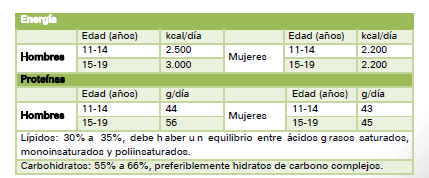 Energía
Edad (años) kcal/día Edad (años) kcal/día
Hombres 11-14 2.500 Mujeres 11-14 2.200
15-19 3.000 15-19 2.200
Proteínas
Edad (años) g/día Edad (años) g/día
Hombres 11-14 44 Mujeres 11-14 43
15-19 56 15-19 45
Lípidos: 30% a 35%, debe haber un equilibrio entre ácidos grasos saturados,
monoinsaturados y poliinsaturados.
Carbohidratos: 55% a 66%, preferiblemente hidratos de carbono complejos.